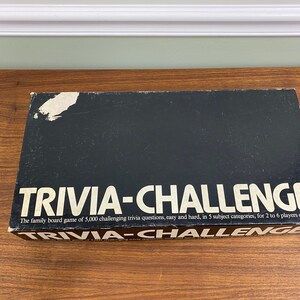 TRIVIA-CHALLENGE
The family board game of 5,000 challenging trivia questions, easy and hard, in 5 subject categories, for 2 to 6 players
TRIVIA-CHALLENGE